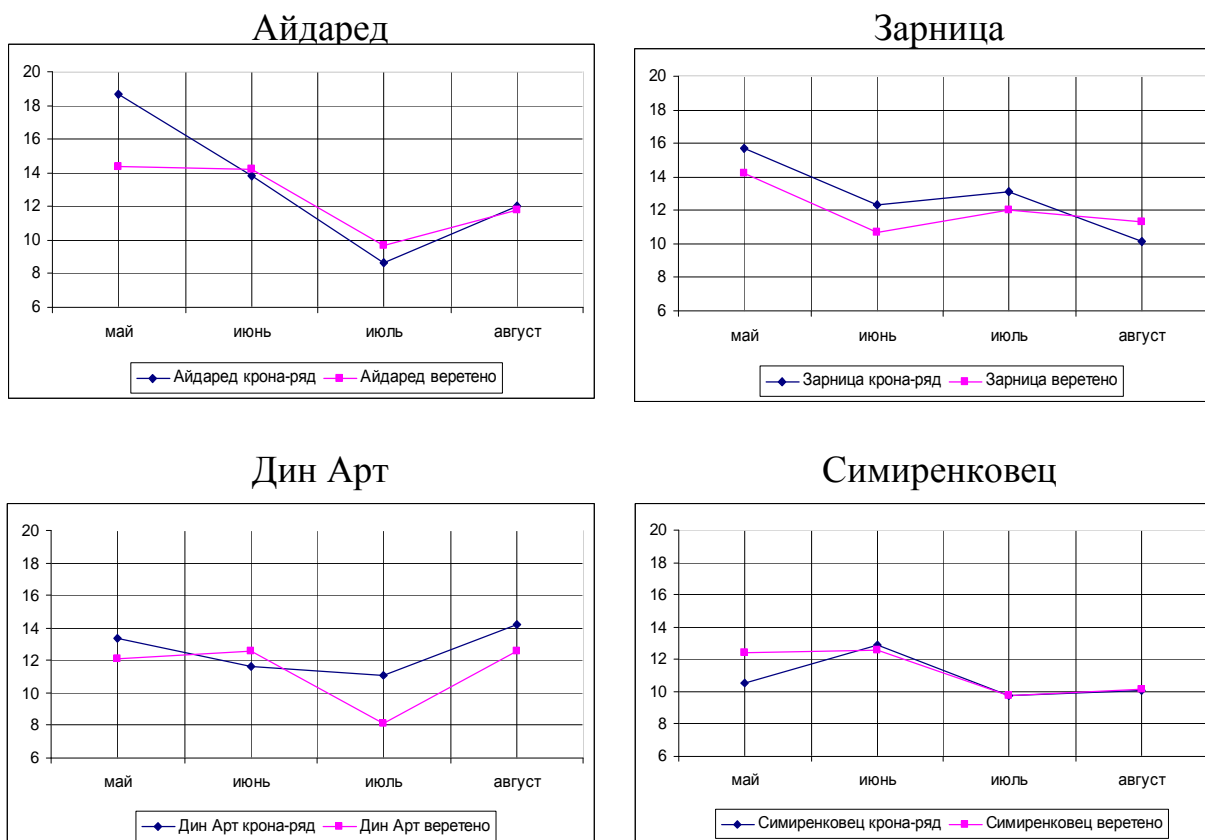 Айдаред
20
18
16
14
12
10
8
6
май июнь июль август
Айдаред крона-ряд Айдаред веретено
Зарница
20
18
16
14
12
10
8
6
май июнь июль август
Зарница крона-ряд Зарница веретено
Дин Арт
20
18
16
14
12
10
8
6
май июнь июль август
Дин Арт крона-ряд Дин Арт веретено
Симиренковец
20
18
16
14
12
10
8
6
май июнь июль август
Симиренковец крона-ряд Симиренковец веретено